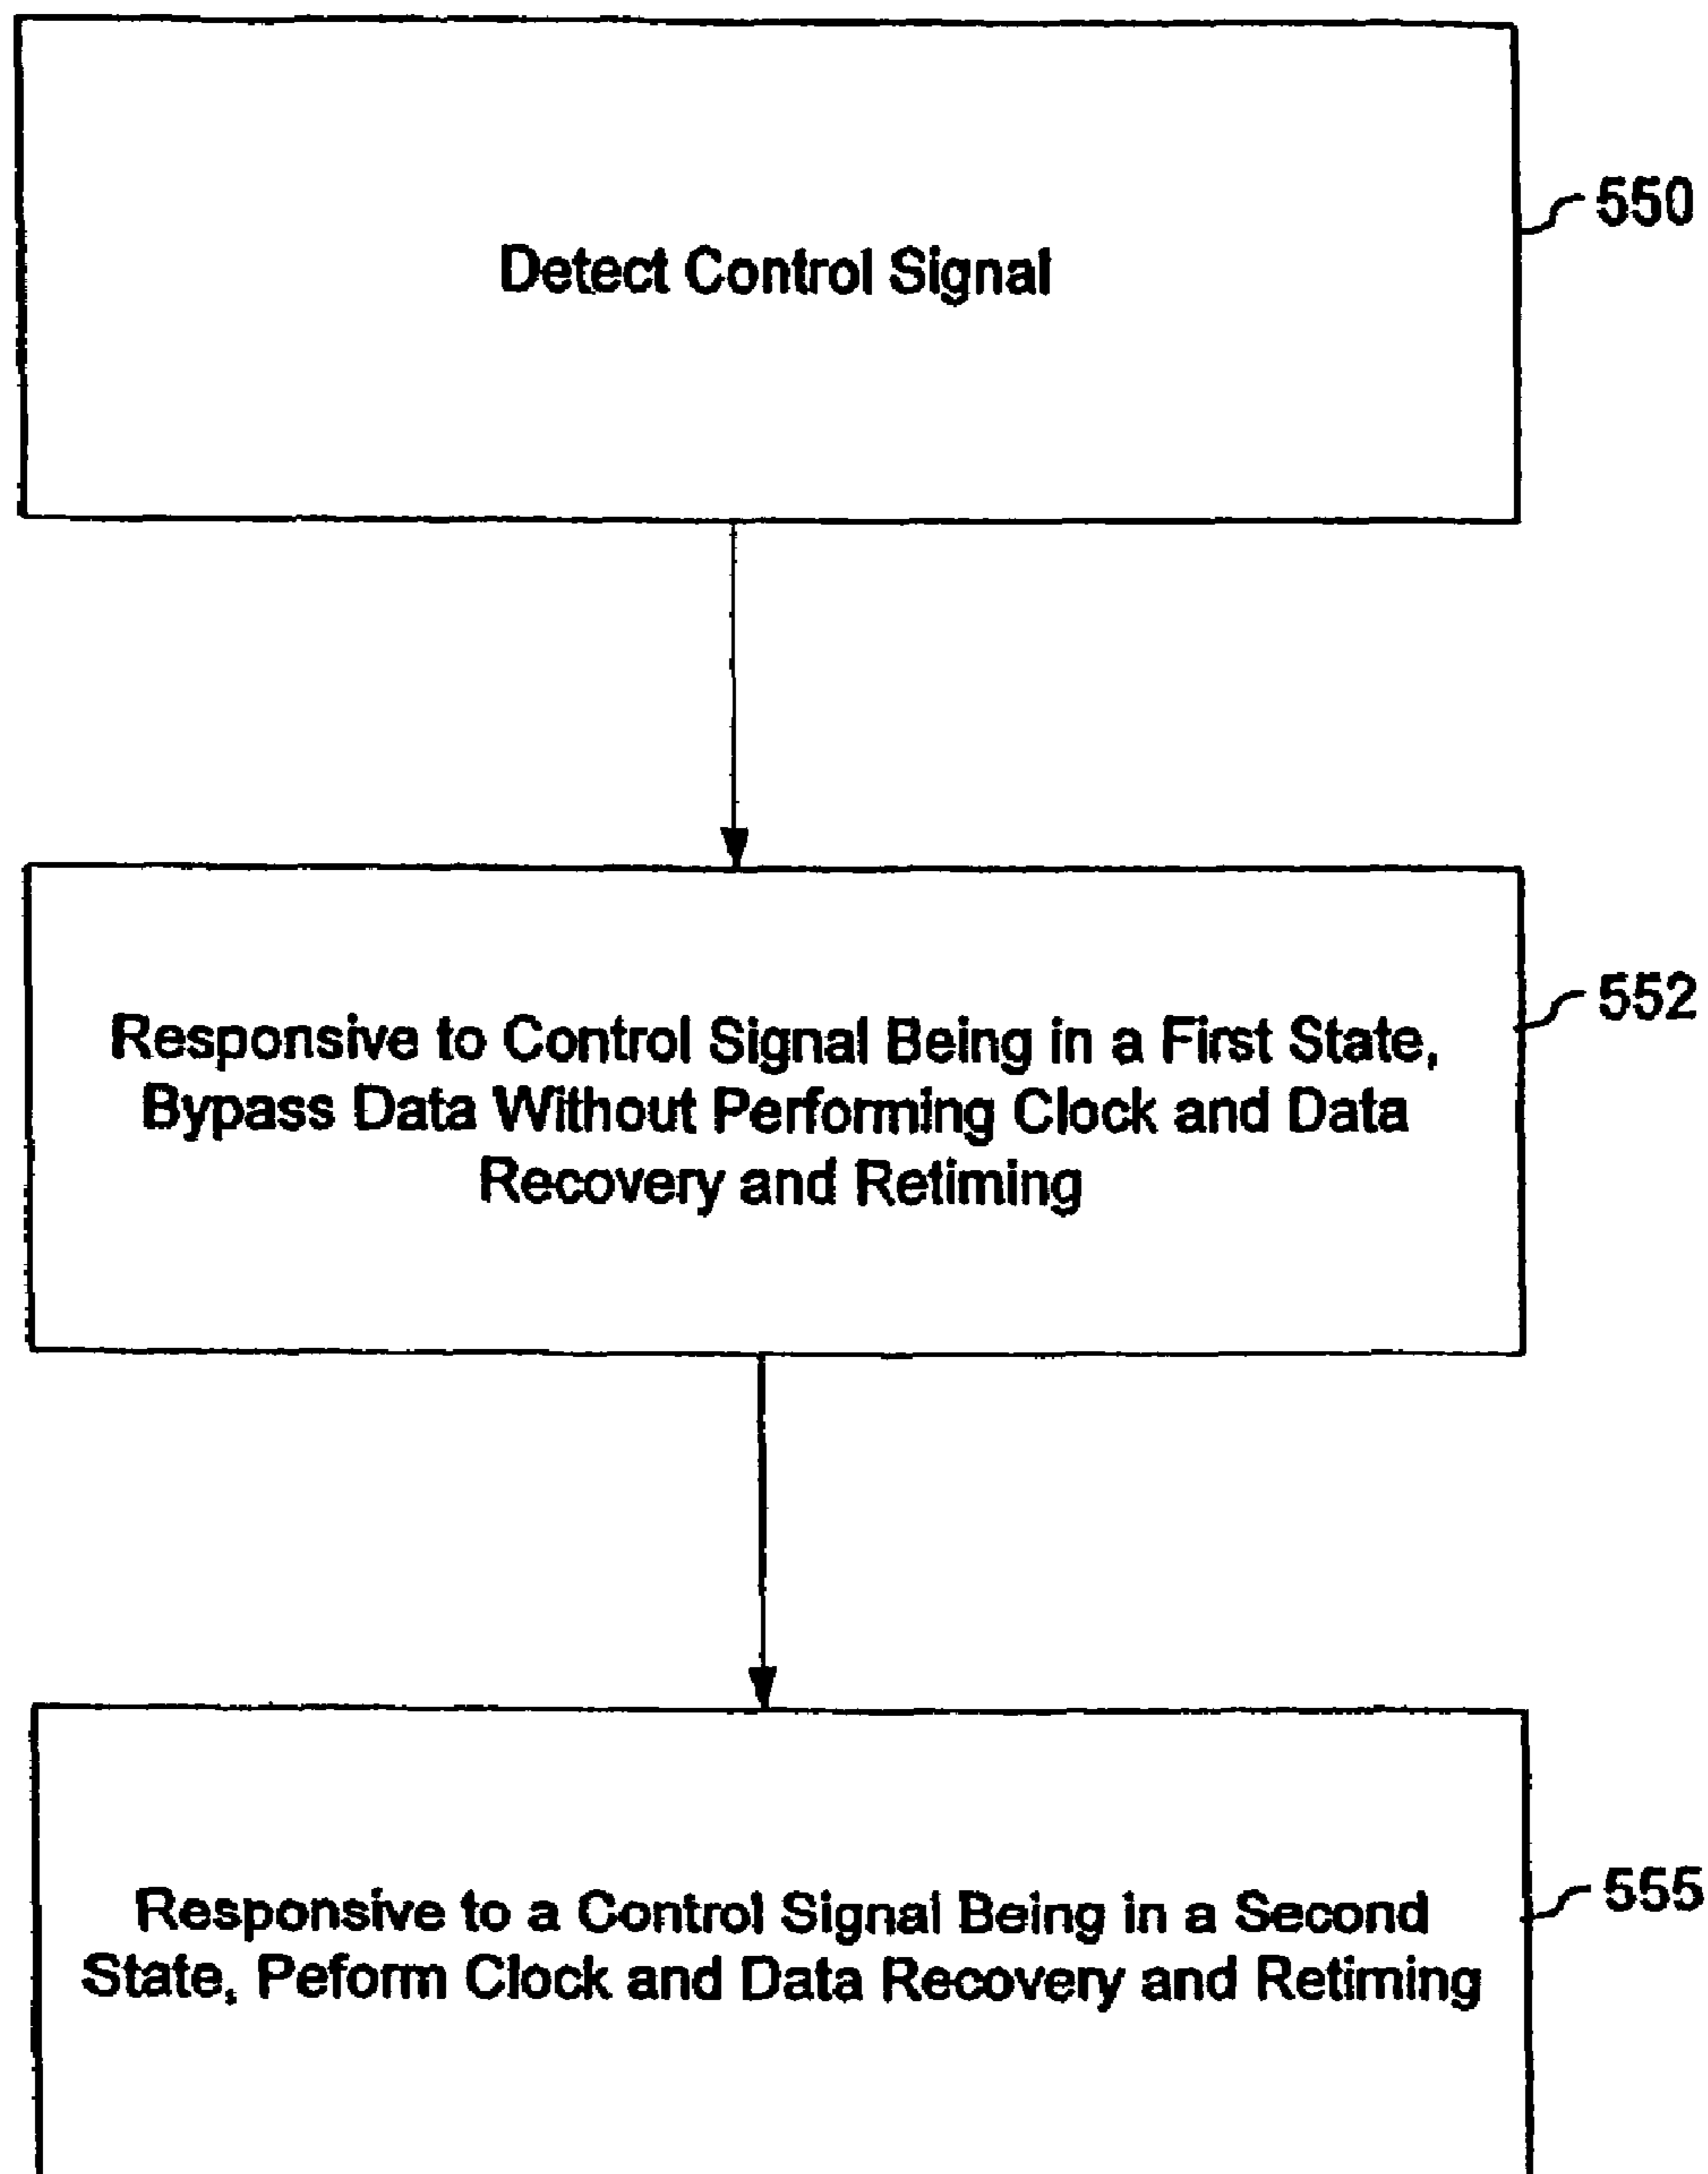 Detect Control Signal
550
Responsive to Control Signal Being in a First State,
Bypass Data Without Performing Clock and Data
Recovery and Retiming
552
Responsive to a Control Signal Being in a Second
State, Peform Clock and Data Recovery and Retiming
555